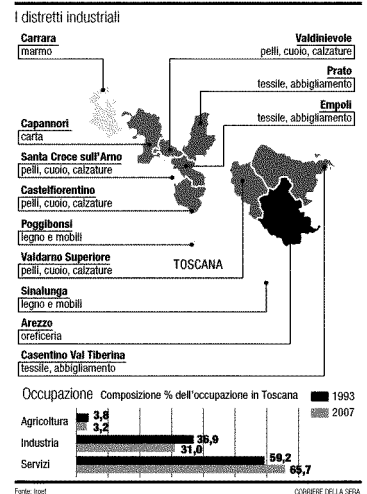 I distretti industriali
Carrara
marmo
Valdinievole
pelli, cuoio, calzature
Prato
tessile, abbigliamento
Empoli
tessile, abbigliamento
Capannori
carta
Santa Croce sull'Arno
pelli, cuoio, calzature
Castelfiorentino
pelli, cuoio, calzature
Poggibonsi
legno e mobili
Valdarno Superiore
pelli, cuoio, calzature
TOSCANA
Sinalunga
legno e mobili
Arezzo
oreficeria
Casentino Val Tiberina
tessile, abbigliamento
Occupazione Composizione % dell'occupazione in Toscana
1993
2007
Agricoltura
3,8
3,2
Industria
36,9
31,0
Servizi
59,2
65,7
Fonte: Irpet
CORRIERE DELLA SERA